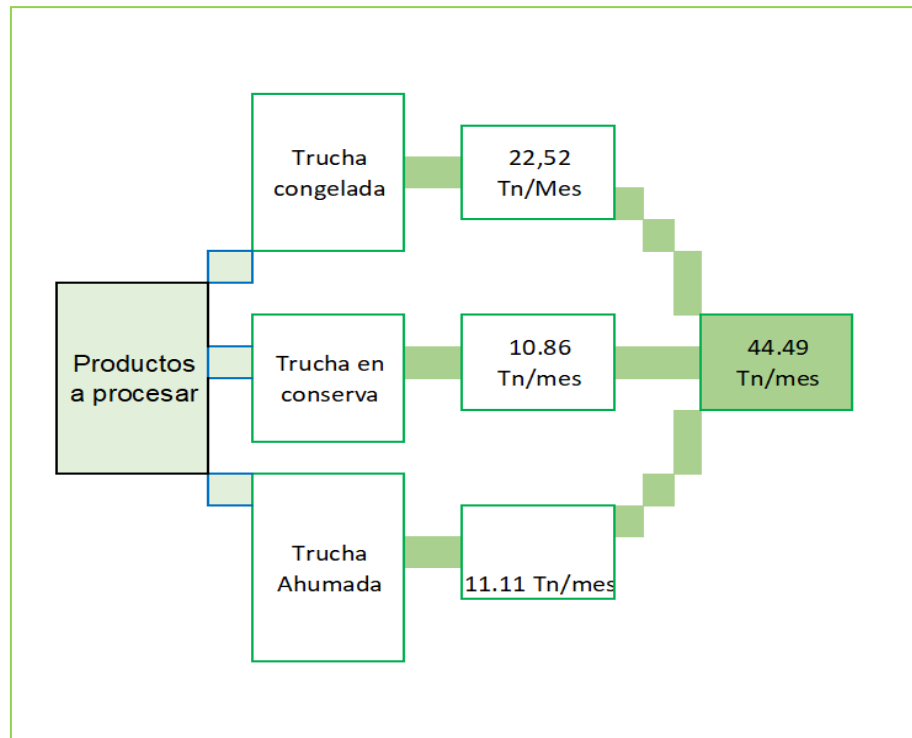 Productos
a procesar
Trucha
congelada
22,52
Tn/Mes
Trucha en
conserva
10.86
Tn/mes
Trucha
Ahumada
11.11 Tn/mes
44.49
Tn/mes